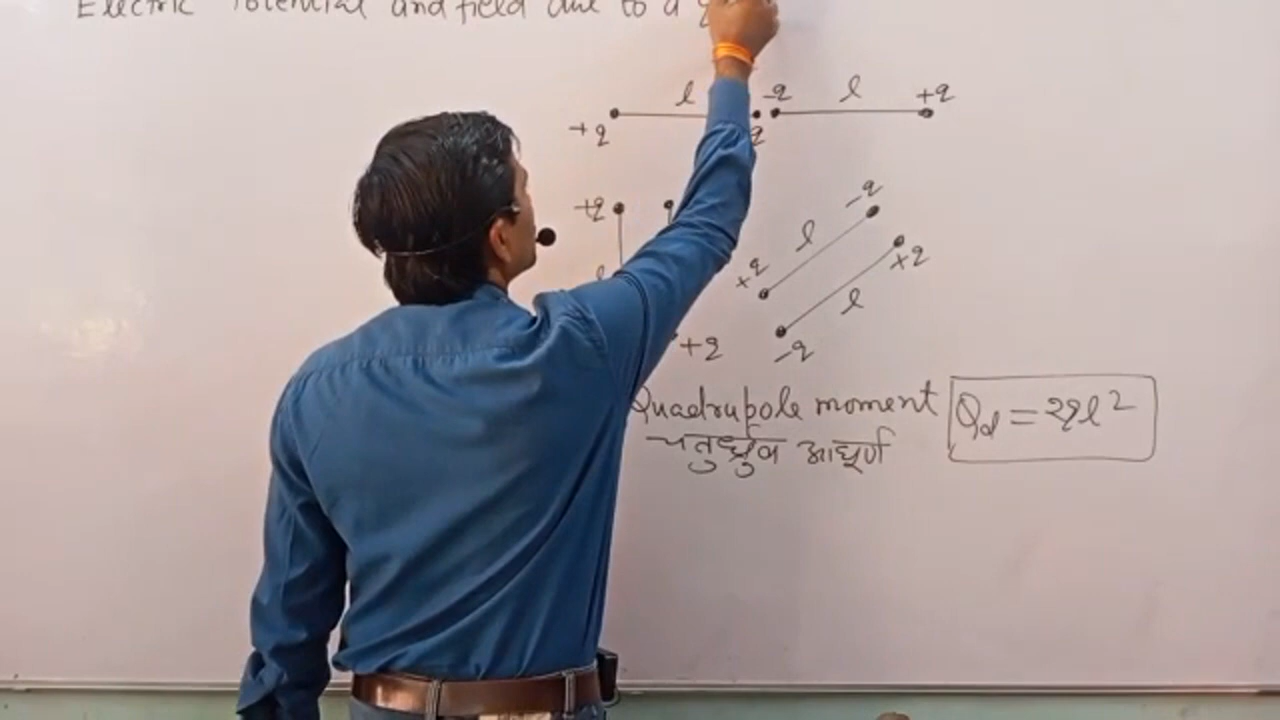 Electric Potential and field due to a q
l -q l +q
+q q
+q -q
l +q
l +q
l
+q -q
Quadrupole moment Qd = 2ql²
चतुर्ध्रुव आघूर्ण